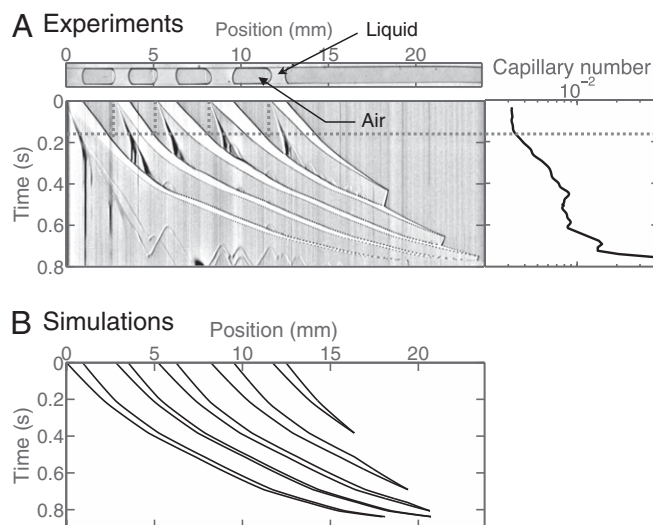 A Experiments
Position (mm)
0 5 10 15 20
Liquid
Air
Capillary number
10⁻²
Time (s)
0
0.2
0.4
0.6
0.8
B Simulations
Position (mm)
0 5 10 15 20
Time (s)
0
0.2
0.4
0.6
0.8